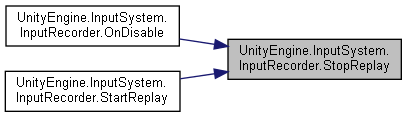 UnityEngine.InputSystem.
InputRecorder.OnDisable
UnityEngine.InputSystem.
InputRecorder.StopReplay
UnityEngine.InputSystem.
InputRecorder.StartReplay